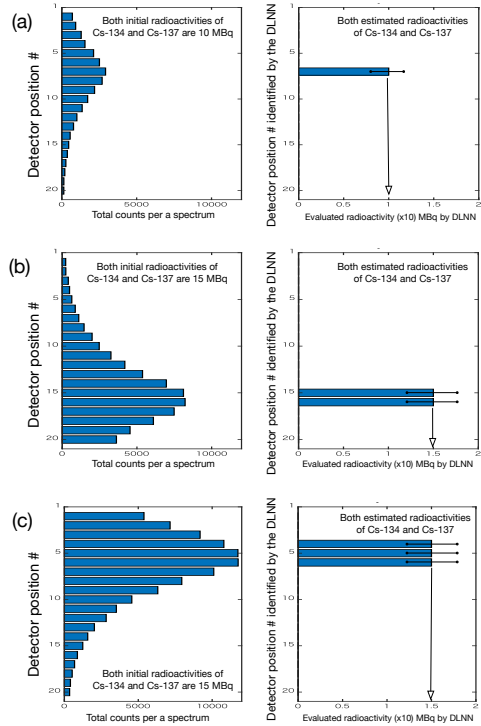 (a)
Detector position #
1
5
10
15
20
Both initial radioactivities of
Cs-134 and Cs-137 are 10 MBq
0
5000
10000
Total counts per a spectrum
Detector position # identified by the DLNN
1
5
10
15
20
Both estimated radioactivities
of Cs-134 and Cs-137
0
0.5
1
1.5
2
Evaluated radioactivity (x10) MBq by DLNN
(b)
Detector position #
1
5
10
15
20
Both initial radioactivities of
Cs-134 and Cs-137 are 15 MBq
0
5000
10000
Total counts per a spectrum
Detector position # identified by the DLNN
1
5
10
15
20
Both estimated radioactivities
of Cs-134 and Cs-137
0
0.5
1
1.5
2
Evaluated radioactivity (x10) MBq by DLNN
(c)
Detector position #
1
5
10
15
20
Both initial radioactivities of
Cs-134 and Cs-137 are 15 MBq
0
5000
10000
Total counts per a spectrum
Detector position # identified by the DLNN
1
5
10
15
20
Both estimated radioactivities
of Cs-134 and Cs-137
0
0.5
1
1.5
2
Evaluated radioactivity (x10) MBq by DLNN